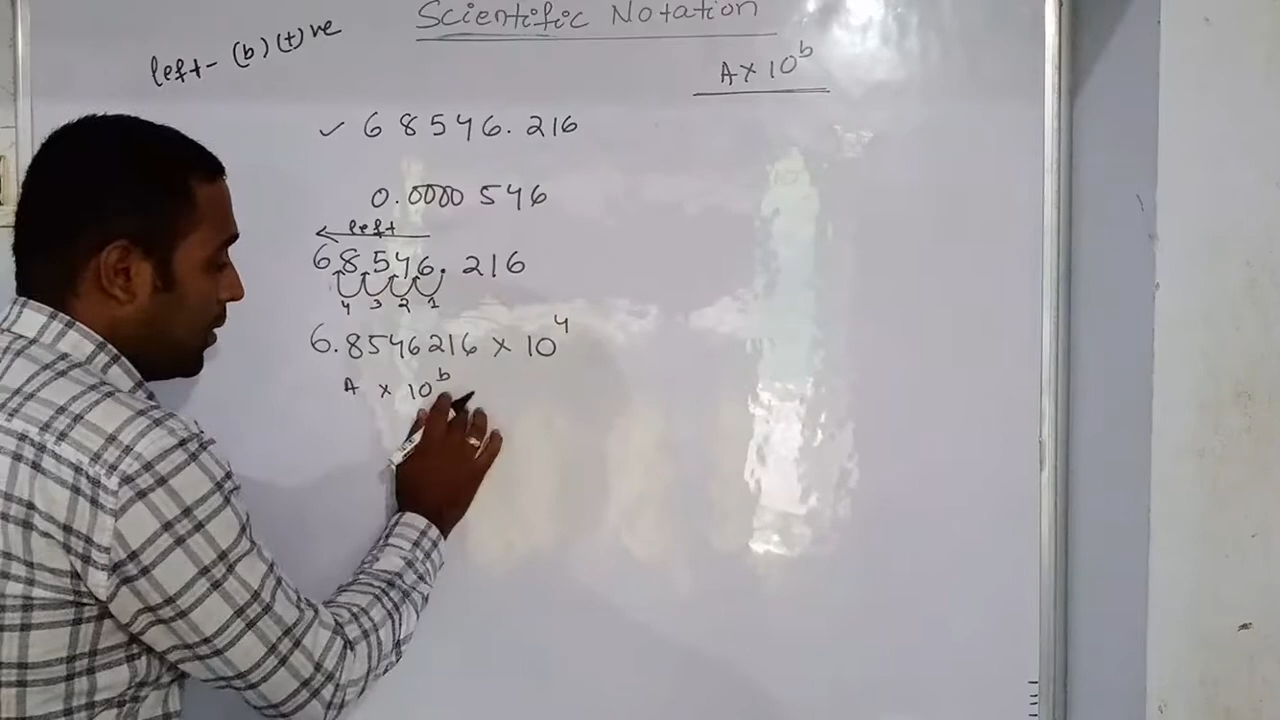 Scientific Notation
left - (b) (+)ve
A × 10^b
✓ 68546.216
0.0000546
left
68546.216
4 3 2 1
6.8546216 × 10^4
A × 10^b